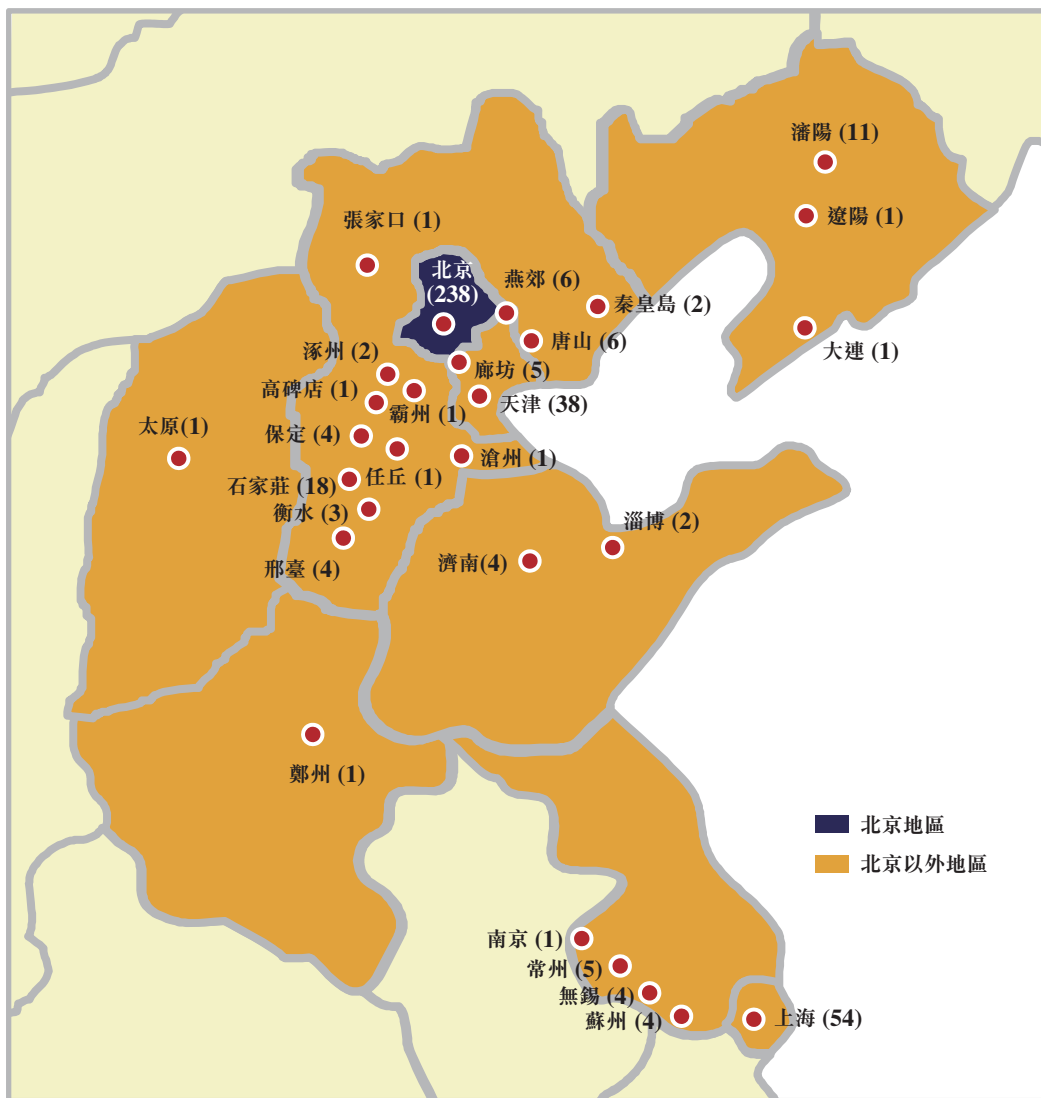 瀋陽 (11)
遼陽 (1)
張家口 (1)
北京
(238)
燕郊 (6)
秦皇島 (2)
唐山 (6)
大連 (1)
涿州 (2)
廊坊 (5)
高碑店 (1)
天津 (38)
霸州 (1)
太原(1)
保定 (4)
滄州 (1)
任丘 (1)
石家莊 (18)
衡水 (3)
淄博 (2)
濟南(4)
邢臺 (4)
鄭州 (1)
北京地區
北京以外地區
南京 (1)
常州 (5)
無錫 (4)
蘇州 (4)
上海 (54)